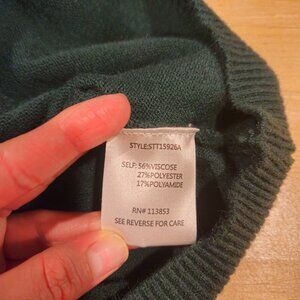 STYLE:STT15926A
SELF: 56%VISCOSE
27%POLYESTER
17%POLYAMIDE
RN# 113853
SEE REVERSE FOR CARE